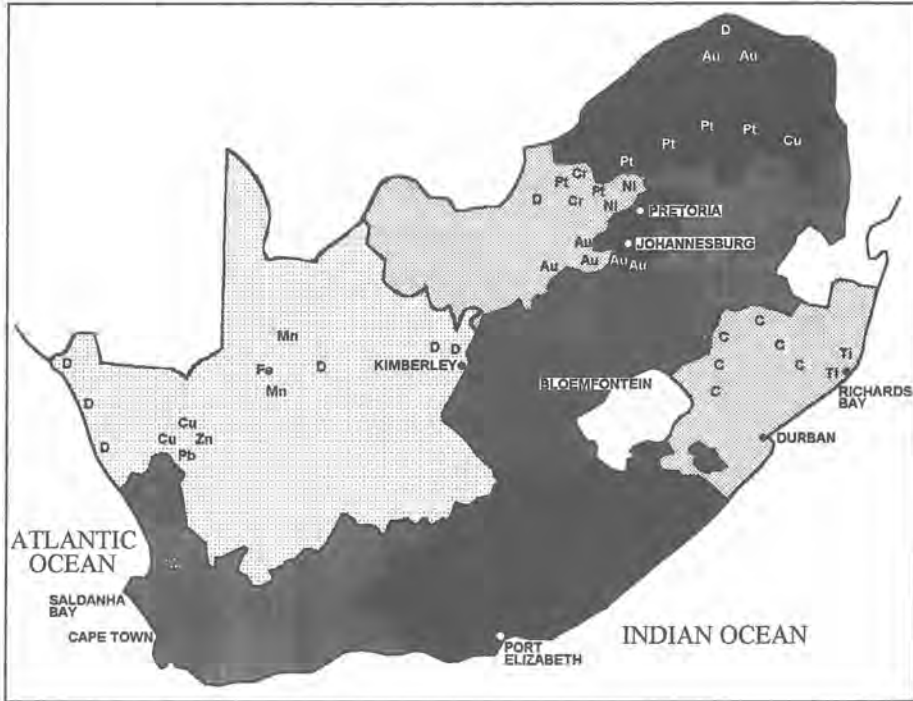 D
Au Au
Pt Pt Pt Pt Cu
Pt Cr Pt Ni
D Cr Ni
PRETORIA
JOHANNESBURG
Au
Au Au Au Au
Mn
D D
KIMBERLEY
D
Fe D
Mn
D
Cu
Cu Zn
Pb
D
C
C G
C C
C
Ti
Ti
RICHARDS
BAY
BLOEMFONTEIN
DURBAN
ATLANTIC
OCEAN
SALDANHA
BAY
CAPE TOWN
PORT
ELIZABETH
INDIAN OCEAN